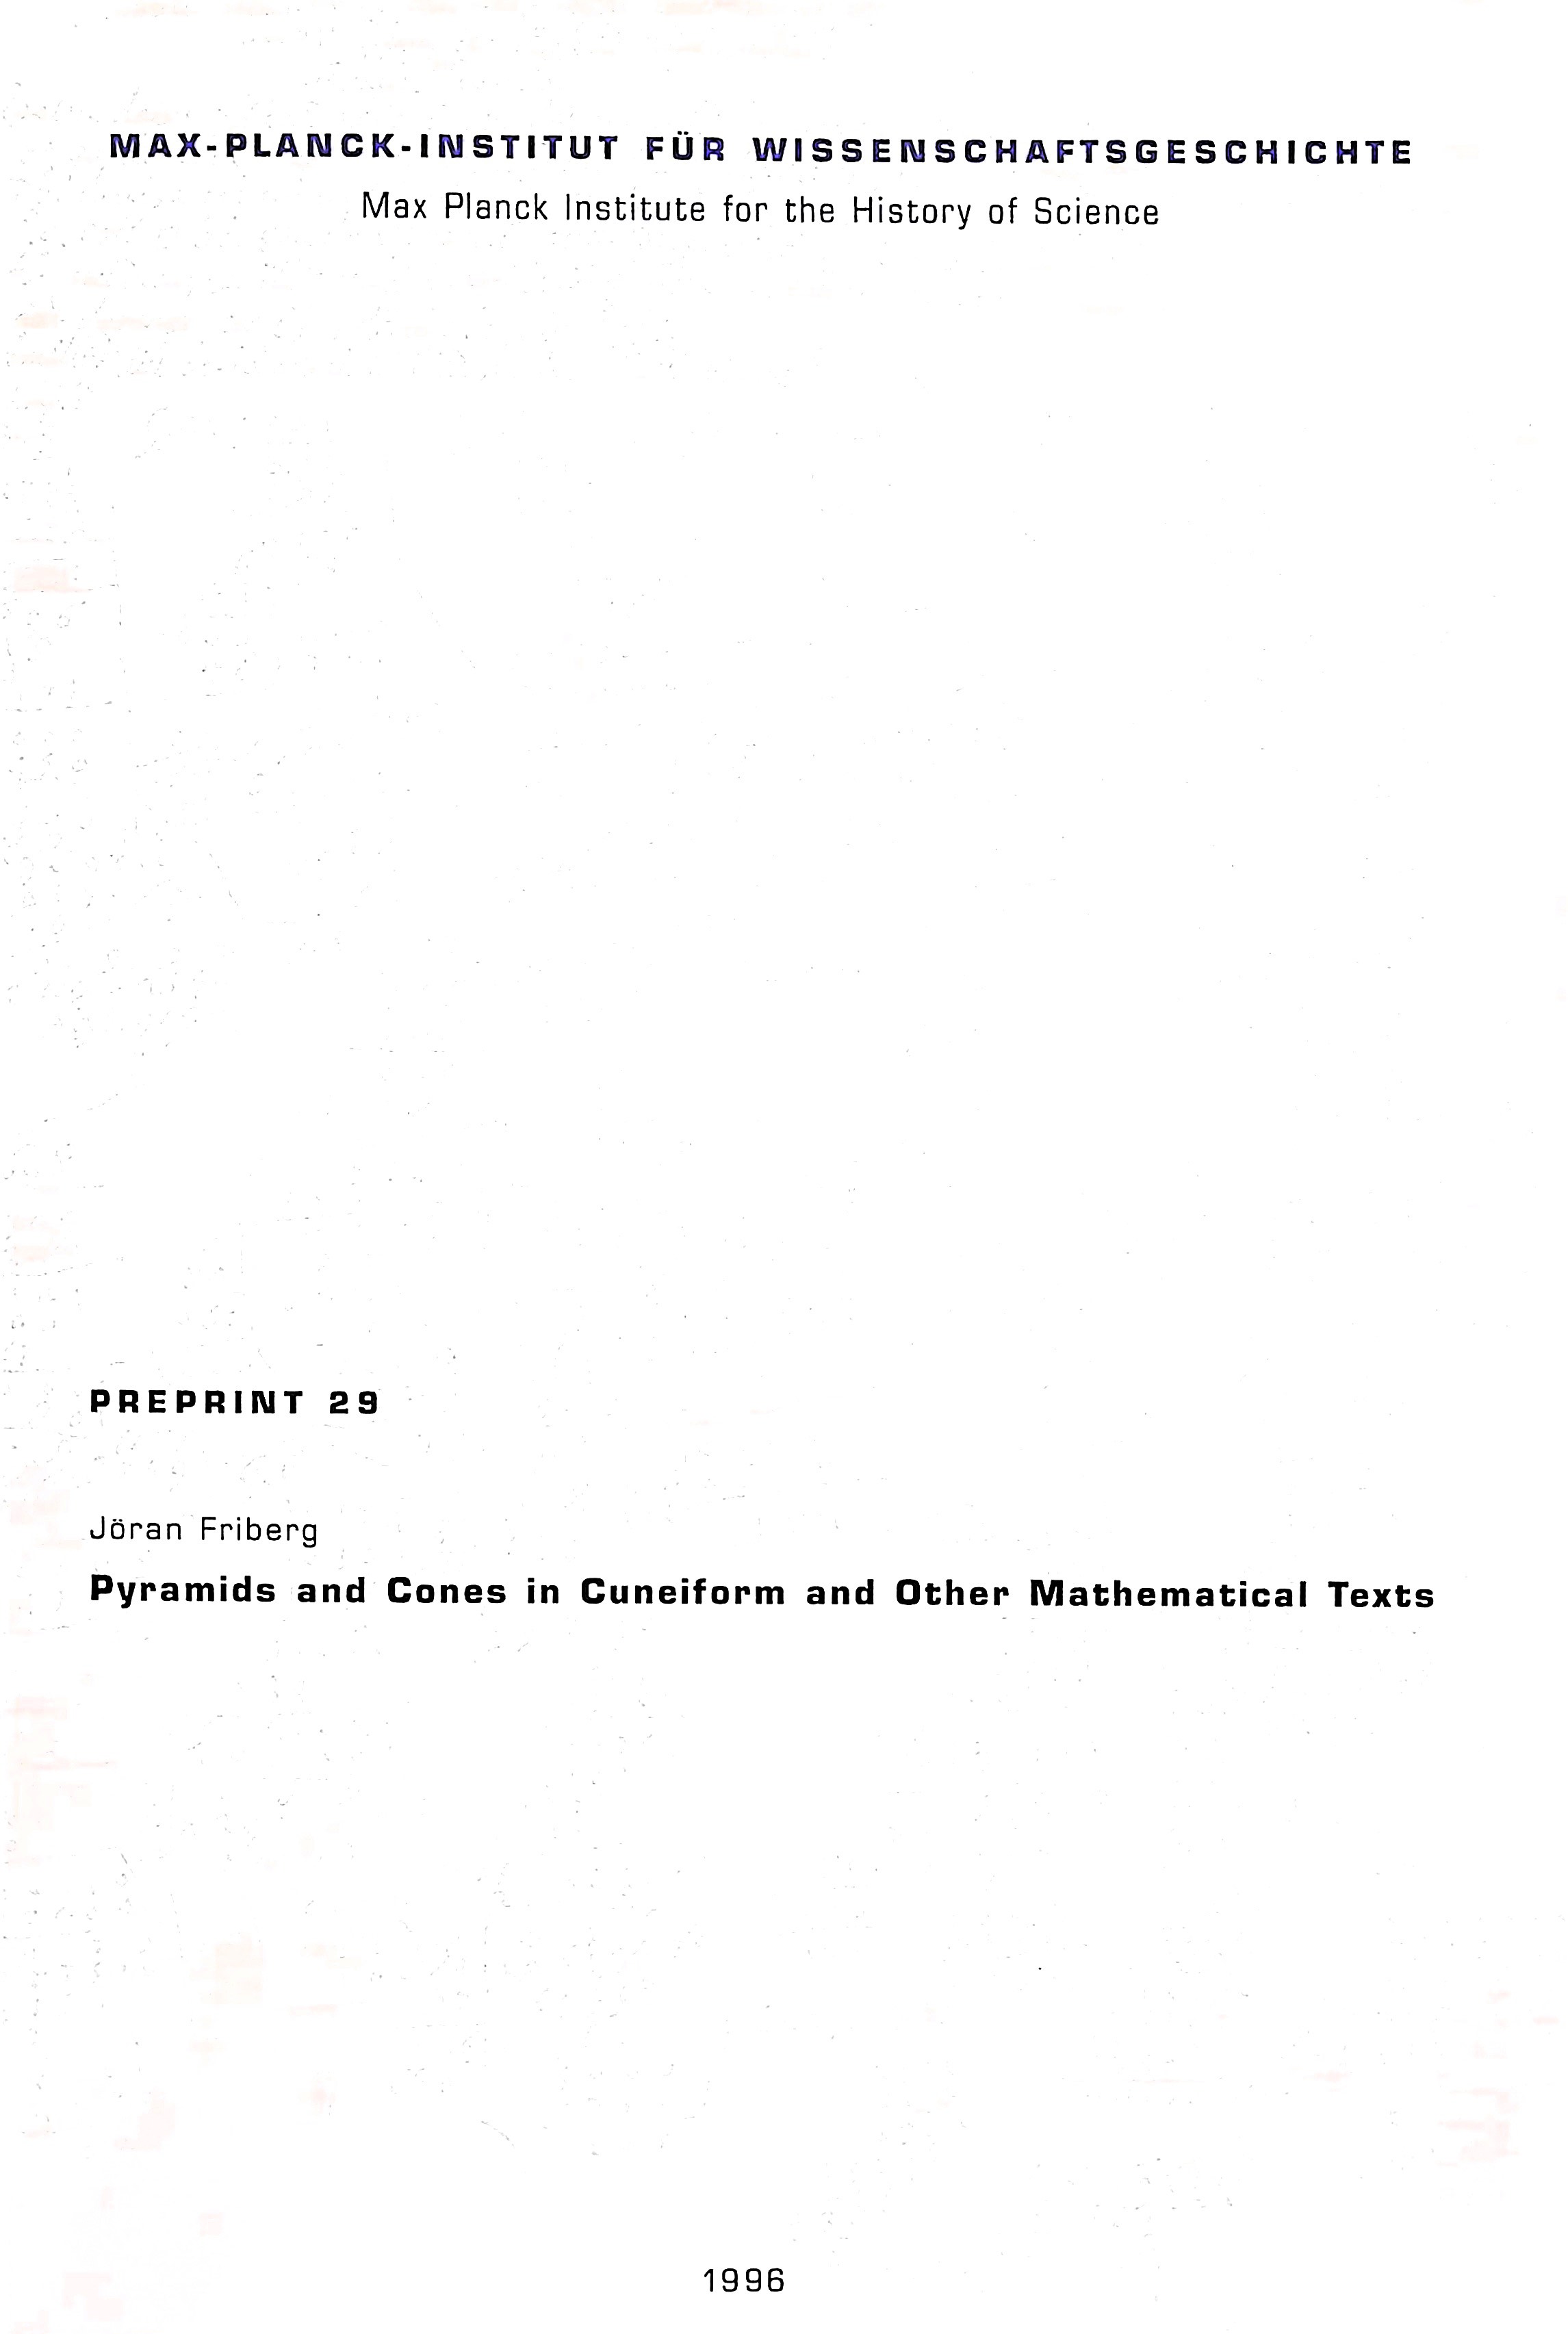 MAX-PLANCK-INSTITUT FÜR WISSENSCHAFTSGESCHICHTE
Max Planck Institute for the History of Science
PREPRINT 29
Jöran Friberg
Pyramids and Cones in Cuneiform and Other Mathematical Texts
1996